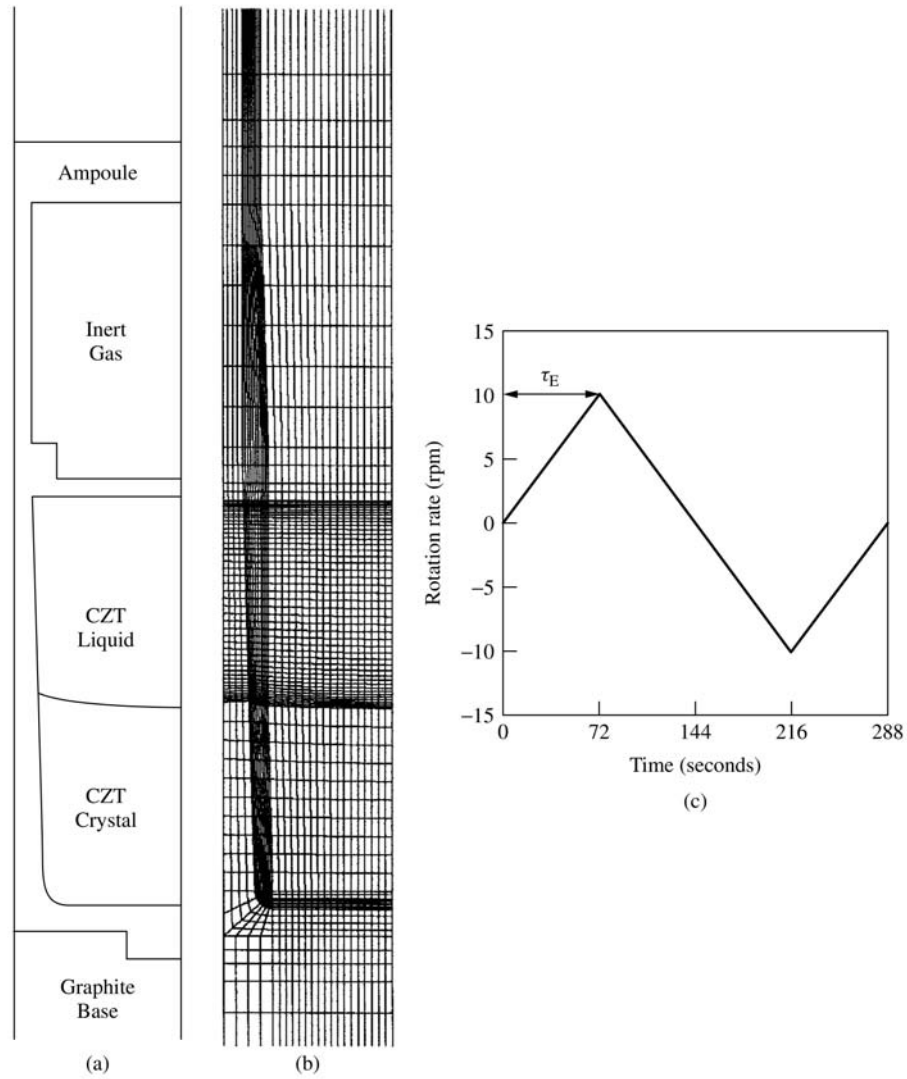 Ampoule
Inert
Gas
CZT
Liquid
CZT
Crystal
Graphite
Base
(a)
(b)
15
10
5
0
−5
−10
−15
τE
Rotation rate (rpm)
0
72
144
216
288
Time (seconds)
(c)